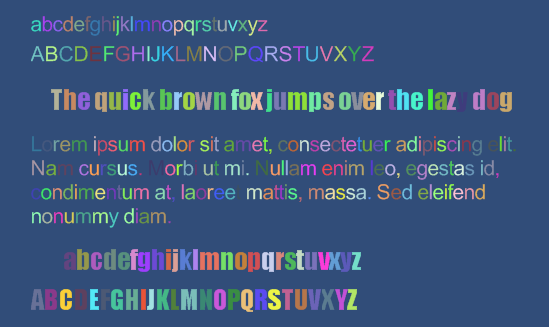 abcdefghijklmnopqrstuvxyz
ABCDEFGHIJKLMNOPQRSTUVXYZ
The quick brown fox jumps over the lazy dog
Lorem ipsum dolor sit amet, consectetuer adipiscing elit.
Nam cursus. Morbi ut mi. Nullam enim leo, egestas id,
condimentum at, laoreet mattis, massa. Sed eleifend
nonummy diam.
abcdefghijklmnopqrstuvxyz
ABCDEFGHIJKLMNOPQRSTUVXYZ